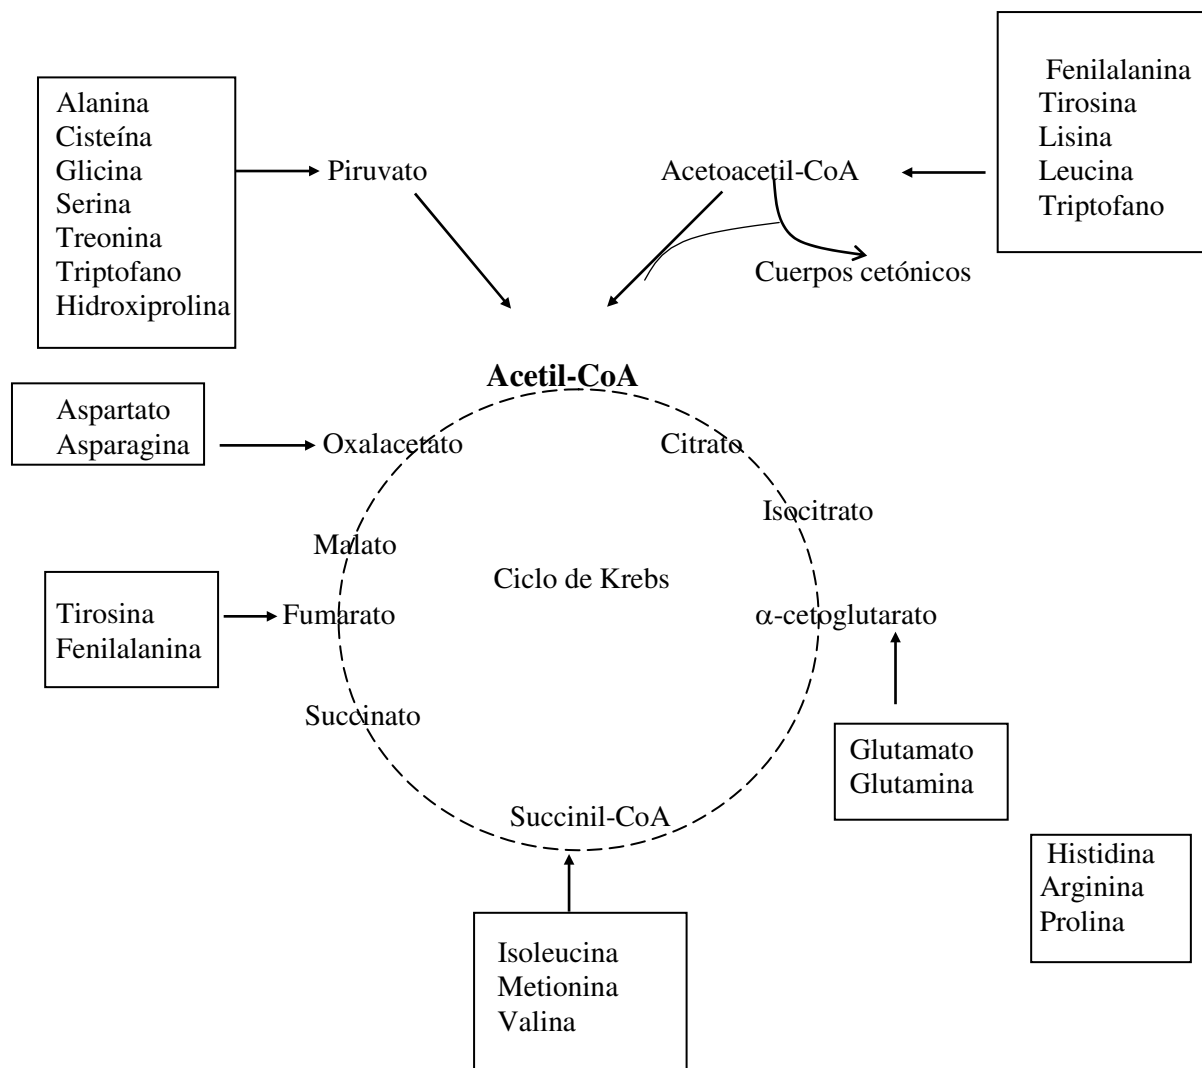 Fenilalanina
Tirosina
Lisina
Leucina
Triptofano
Alanina
Cisteína
Glicina
Serina
Treonina
Triptofano
Hidroxiprolina
Piruvato
Acetoacetil-CoA
Cuerpos cetónicos
Acetil-CoA
Aspartato
Asparagina
Oxalacetato
Citrato
Isocitrato
Malato
Ciclo de Krebs
Tirosina
Fenilalanina
Fumarato
α-cetoglutarato
Succinato
Glutamato
Glutamina
Succinil-CoA
Histidina
Arginina
Prolina
Isoleucina
Metionina
Valina